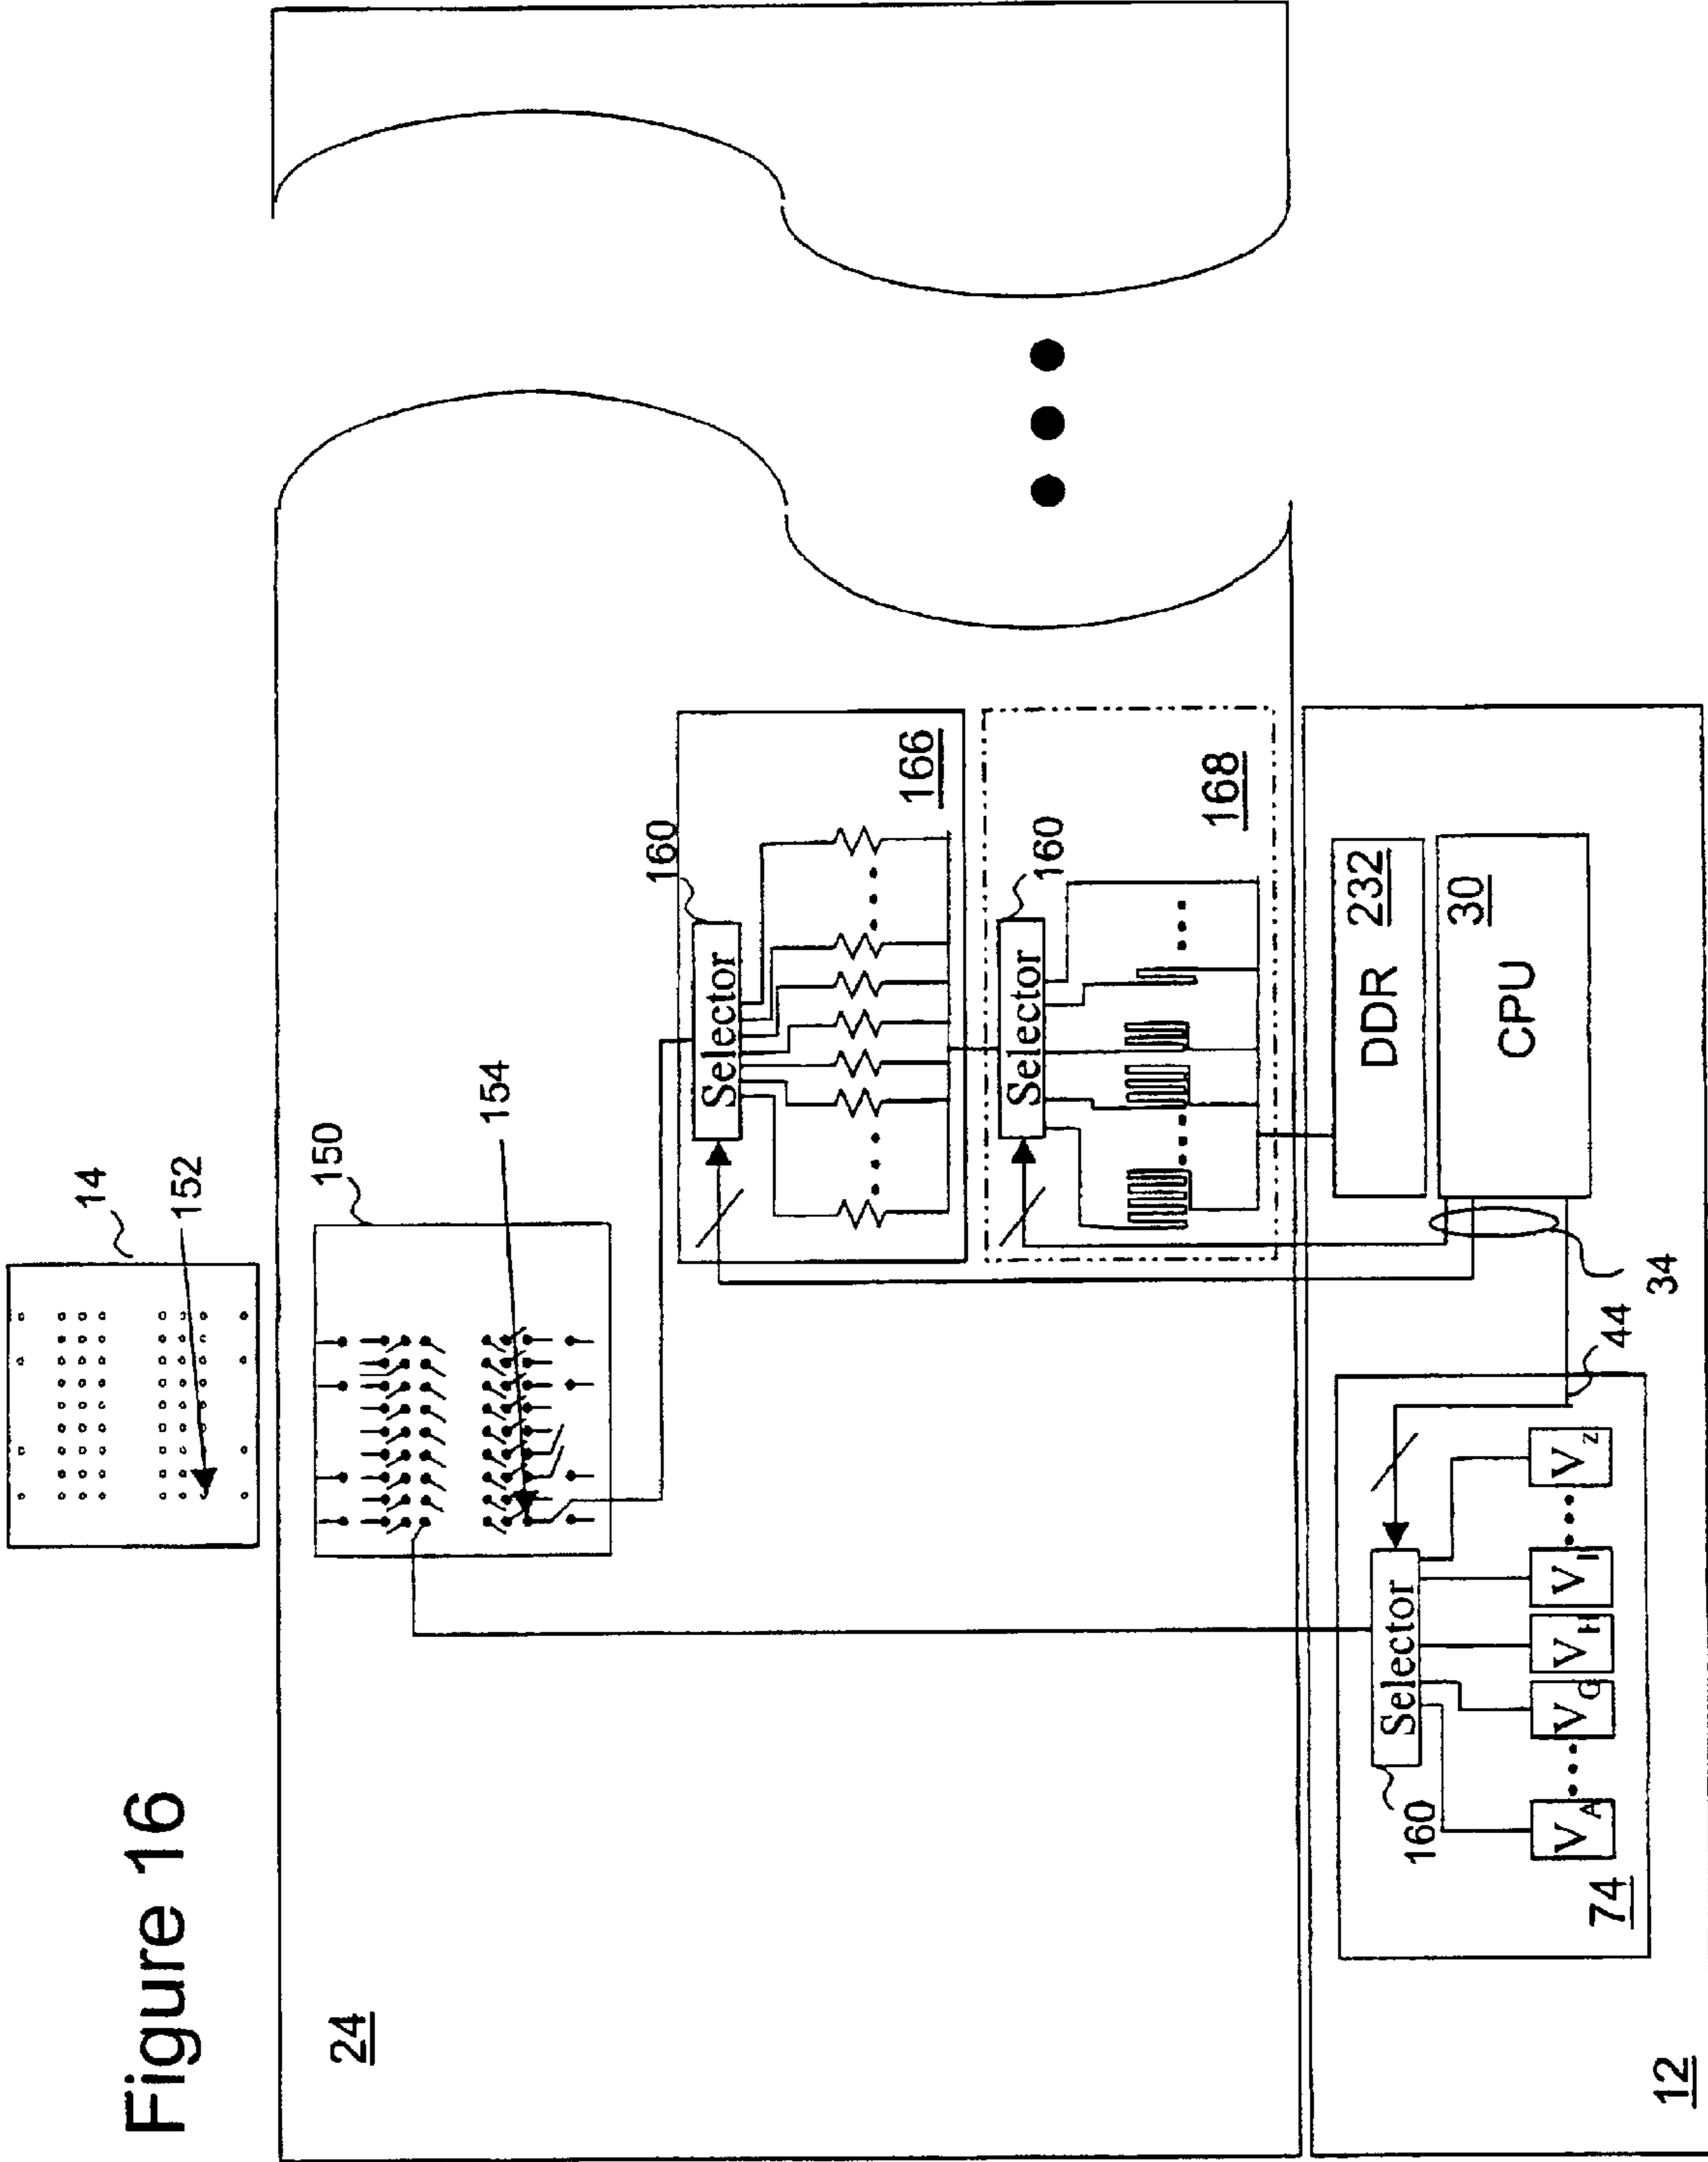 Figure 16
14
152
24
150
154
160
Selector
166
160
Selector
168
12
74
160
Selector
V A
V G
V H
V I
V z
44
34
DDR 232
CPU 30